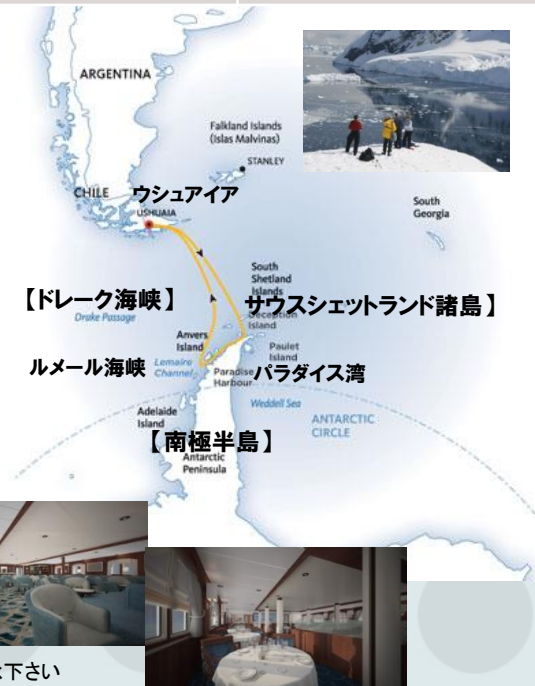 ARGENTINA
Falkland Islands
(Islas Malvinas)
STANLEY
CHILE
ウシュアイア
USHUAIA
South
Georgia
South
Shetland
Islands
【ドレーク海峡】
サウスシェットランド諸島】
Drake Passage
Deception
Island
Anvers
Island
Paulet
Island
ルメール海峡
Lemaire
Channel
Paradise
Harbour
パラダイス湾
Weddell Sea
Adelaide
Island
ANTARCTIC
CIRCLE
【南極半島】
Antarctic
Peninsula
下さい